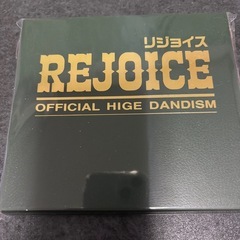 リジョイス
REJOICE
OFFICIAL HIGE DANDISM